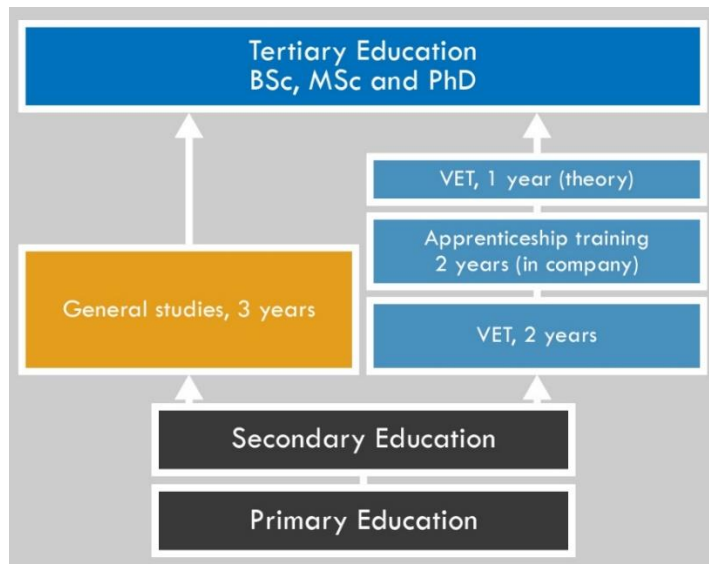 Tertiary Education
BSc, MSc and PhD
VET, 1 year (theory)
Apprenticeship training
2 years (in company)
General studies, 3 years
VET, 2 years
Secondary Education
Primary Education